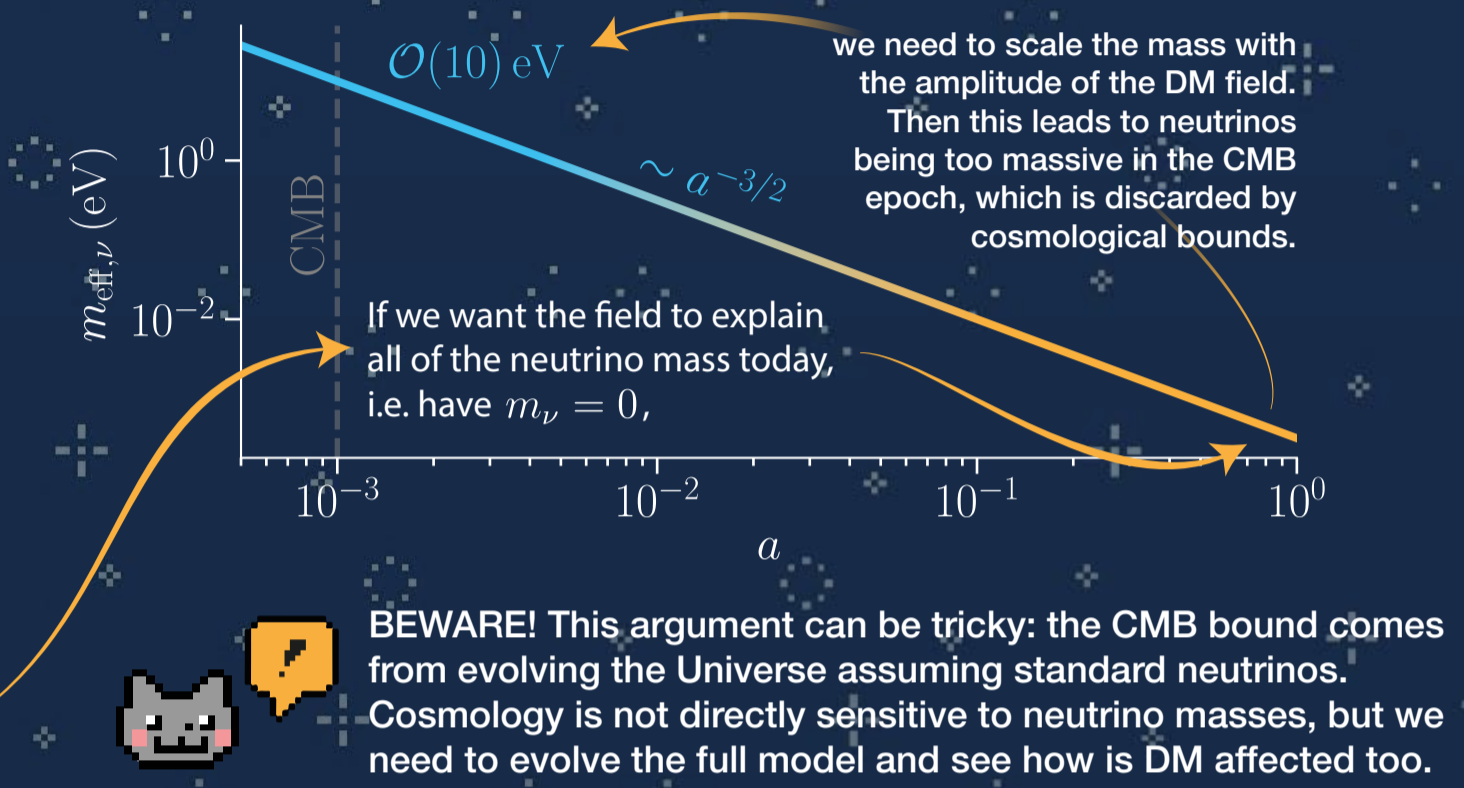 we need to scale the mass with
the amplitude of the DM field.
Then this leads to neutrinos
being too massive in the CMB
epoch, which is discarded by
cosmological bounds.
𝒪(10) eV
∼ a⁻³ᐟ²
CMB
m_eff,ν (eV)
10⁰
10⁻²
If we want the field to explain
all of the neutrino mass today,
i.e. have m_ν = 0,
10⁻³ 10⁻² 10⁻¹ 10⁰
a
!
BEWARE! This argument can be tricky: the CMB bound comes
from evolving the Universe assuming standard neutrinos.
Cosmology is not directly sensitive to neutrino masses, but we
need to evolve the full model and see how is DM affected too.